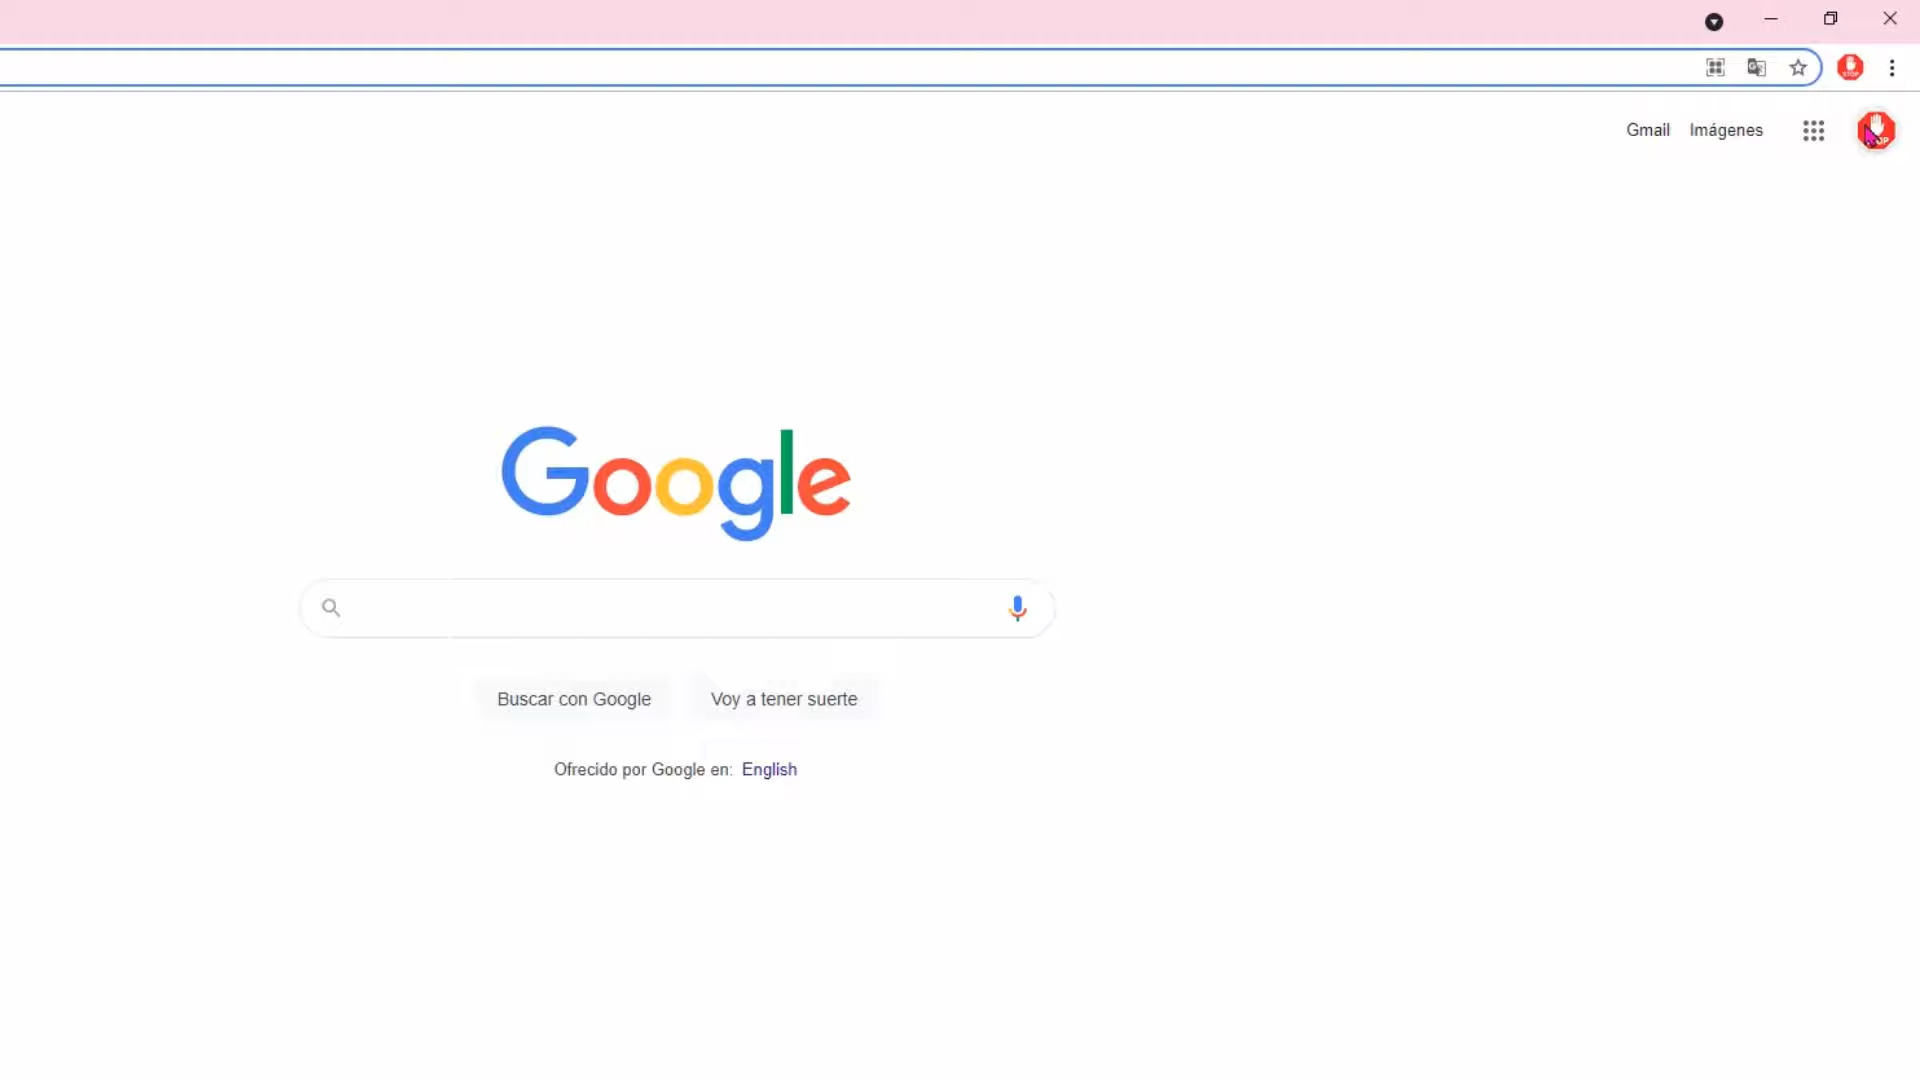 Gmail Imágenes
Google
Buscar con Google Voy a tener suerte
Ofrecido por Google en: English